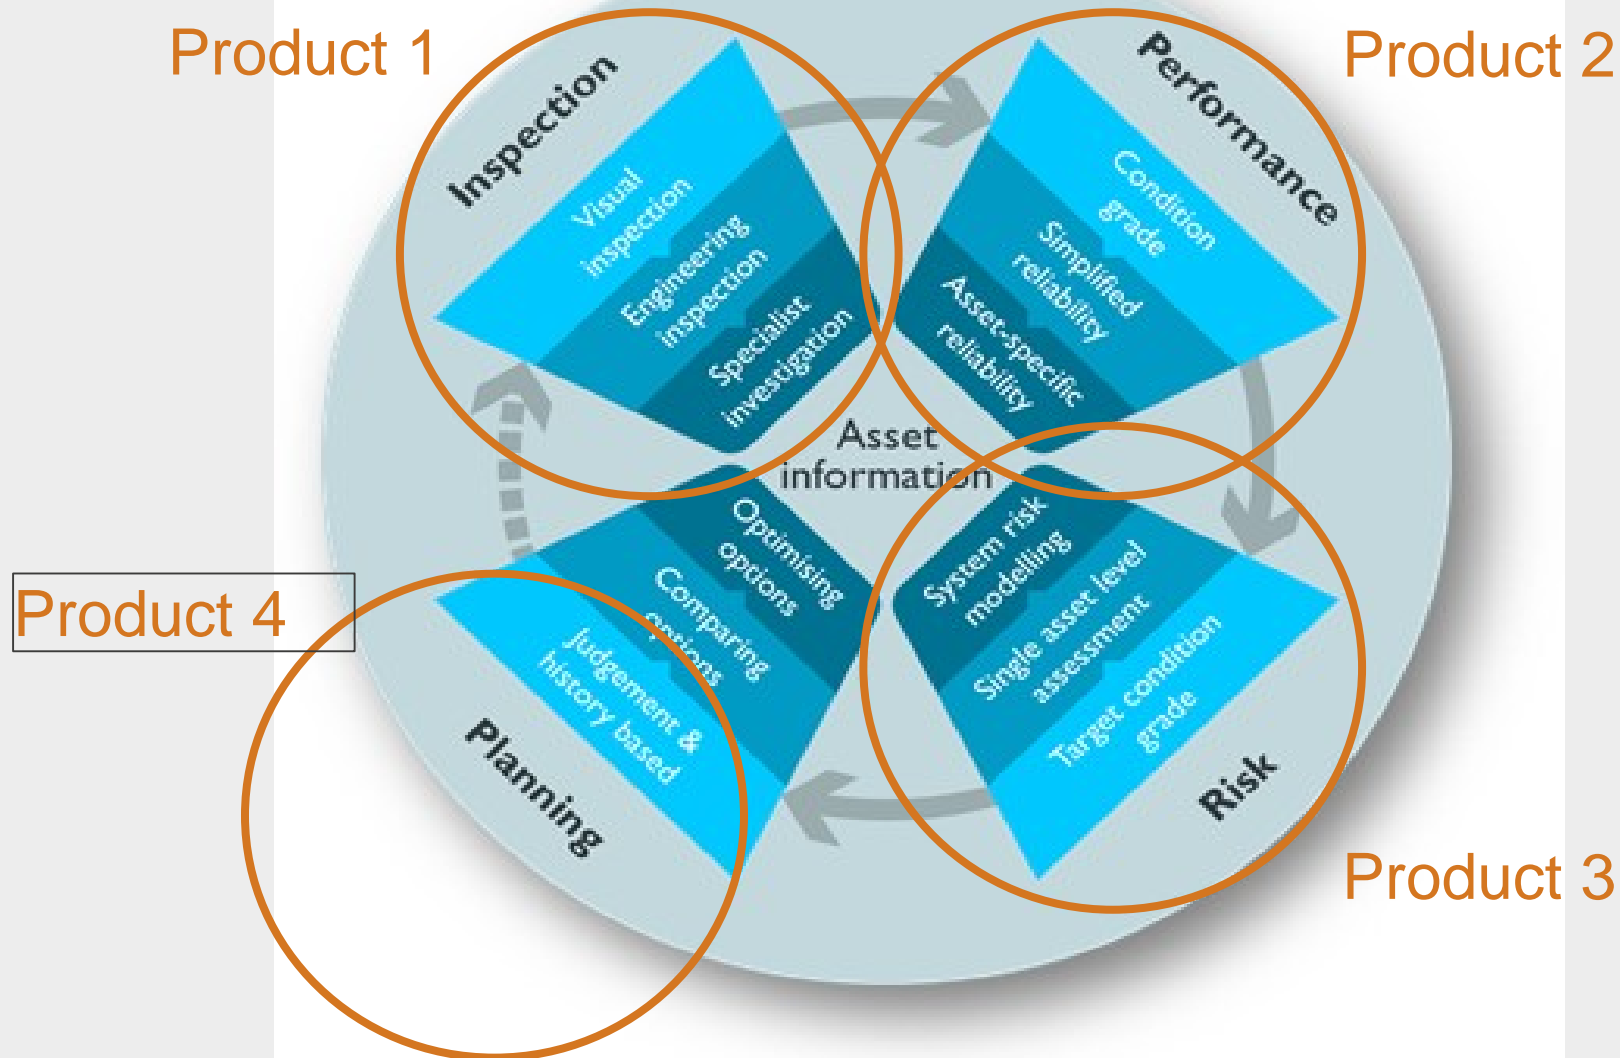 Product 1
Product 2
Inspection
Visual
inspection
Engineering
inspection
Specialist
investigation
Performance
Condition
grade
Simplified
reliability
Asset-specific
reliability
Asset
information
Product 4
Optimising
options
Comparing
options
Judgement &
history based
Planning
System risk
modelling
Single asset level
assessment
Target condition
grade
Risk
Product 3